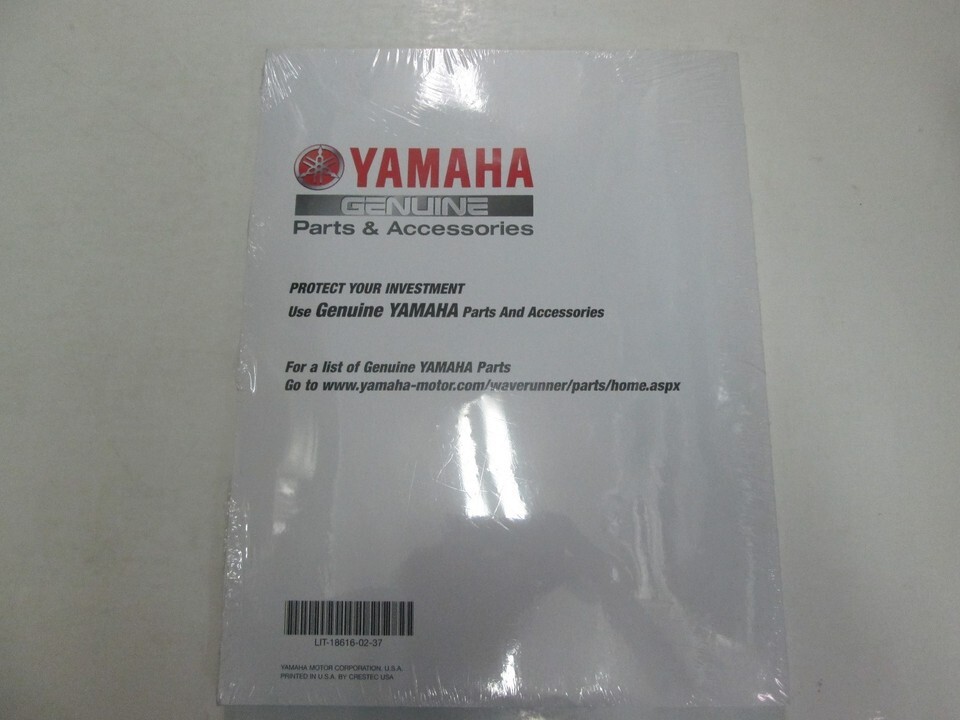 YAMAHA
GENUINE
Parts & Accessories
PROTECT YOUR INVESTMENT
Use Genuine YAMAHA Parts And Accessories
For a list of Genuine YAMAHA Parts
Go to www.yamaha-motor.com/waverunner/parts/home.aspx
LIT-18616-02-37
YAMAHA MOTOR CORPORATION, U.S.A.
PRINTED IN U.S.A. BY CRESTEC USA